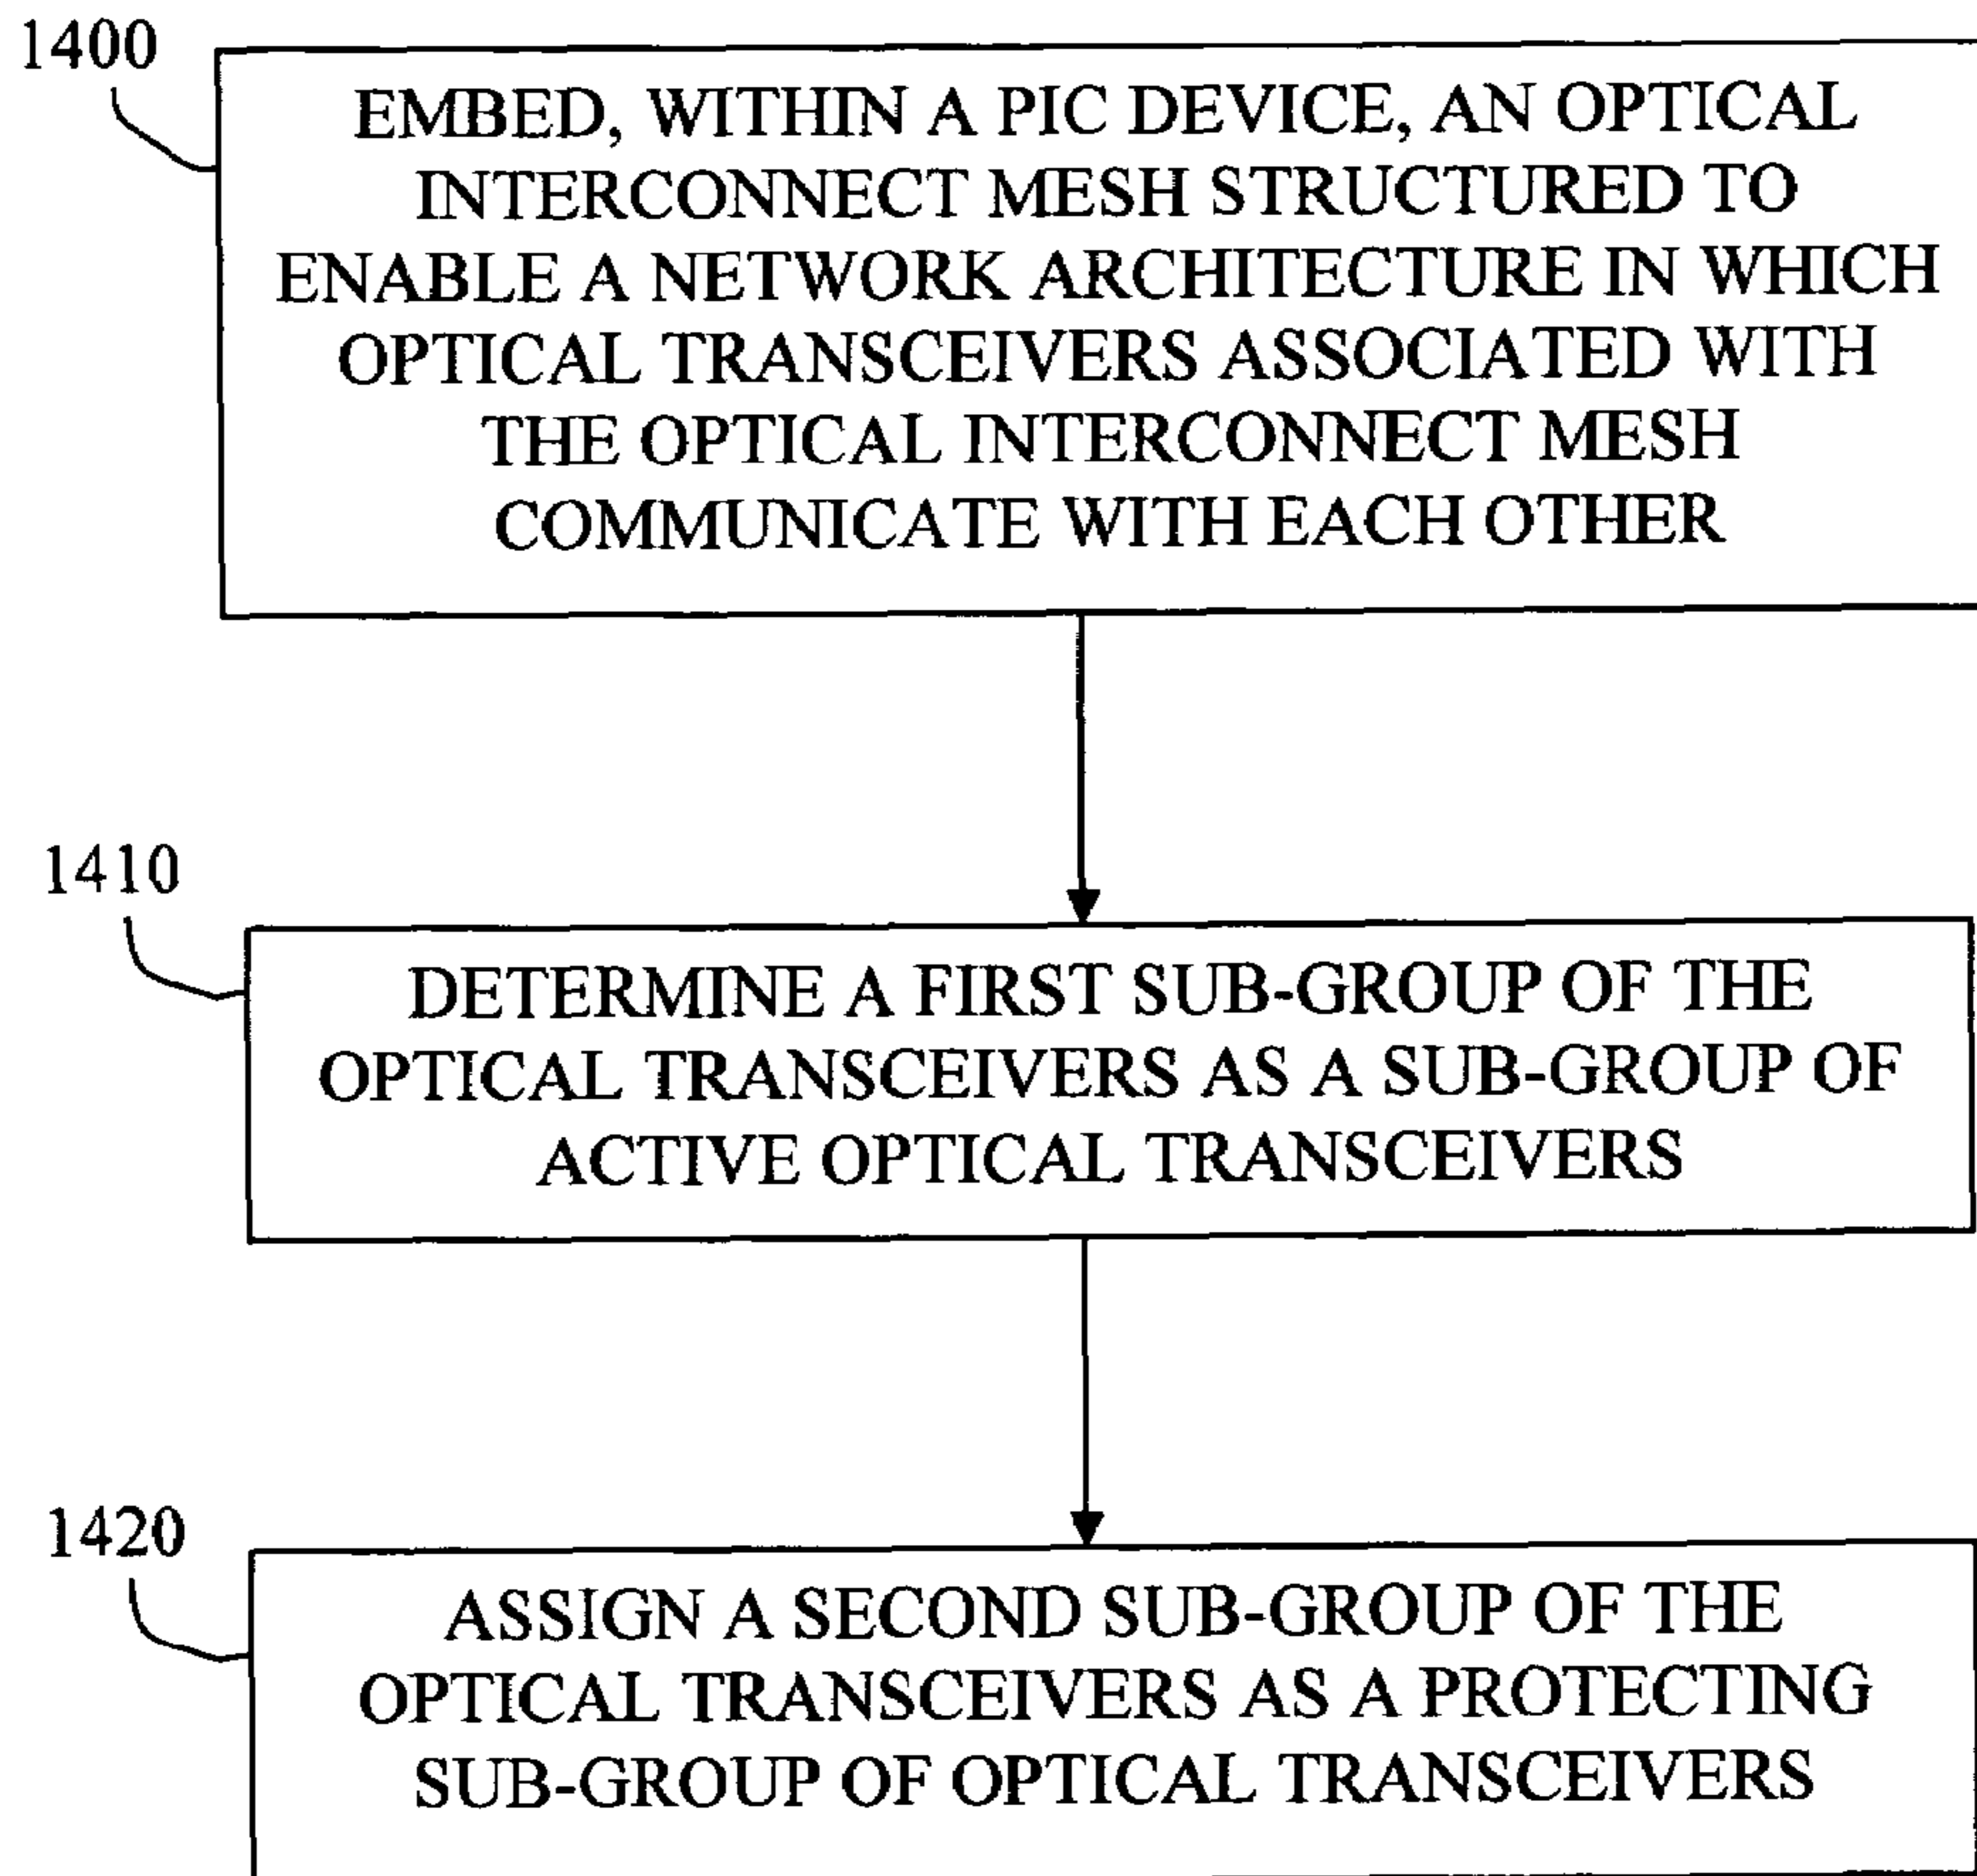 1400
EMBED, WITHIN A PIC DEVICE, AN OPTICAL
INTERCONNECT MESH STRUCTURED TO
ENABLE A NETWORK ARCHITECTURE IN WHICH
OPTICAL TRANSCEIVERS ASSOCIATED WITH
THE OPTICAL INTERCONNECT MESH
COMMUNICATE WITH EACH OTHER
1410
DETERMINE A FIRST SUB-GROUP OF THE
OPTICAL TRANSCEIVERS AS A SUB-GROUP OF
ACTIVE OPTICAL TRANSCEIVERS
1420
ASSIGN A SECOND SUB-GROUP OF THE
OPTICAL TRANSCEIVERS AS A PROTECTING
SUB-GROUP OF OPTICAL TRANSCEIVERS